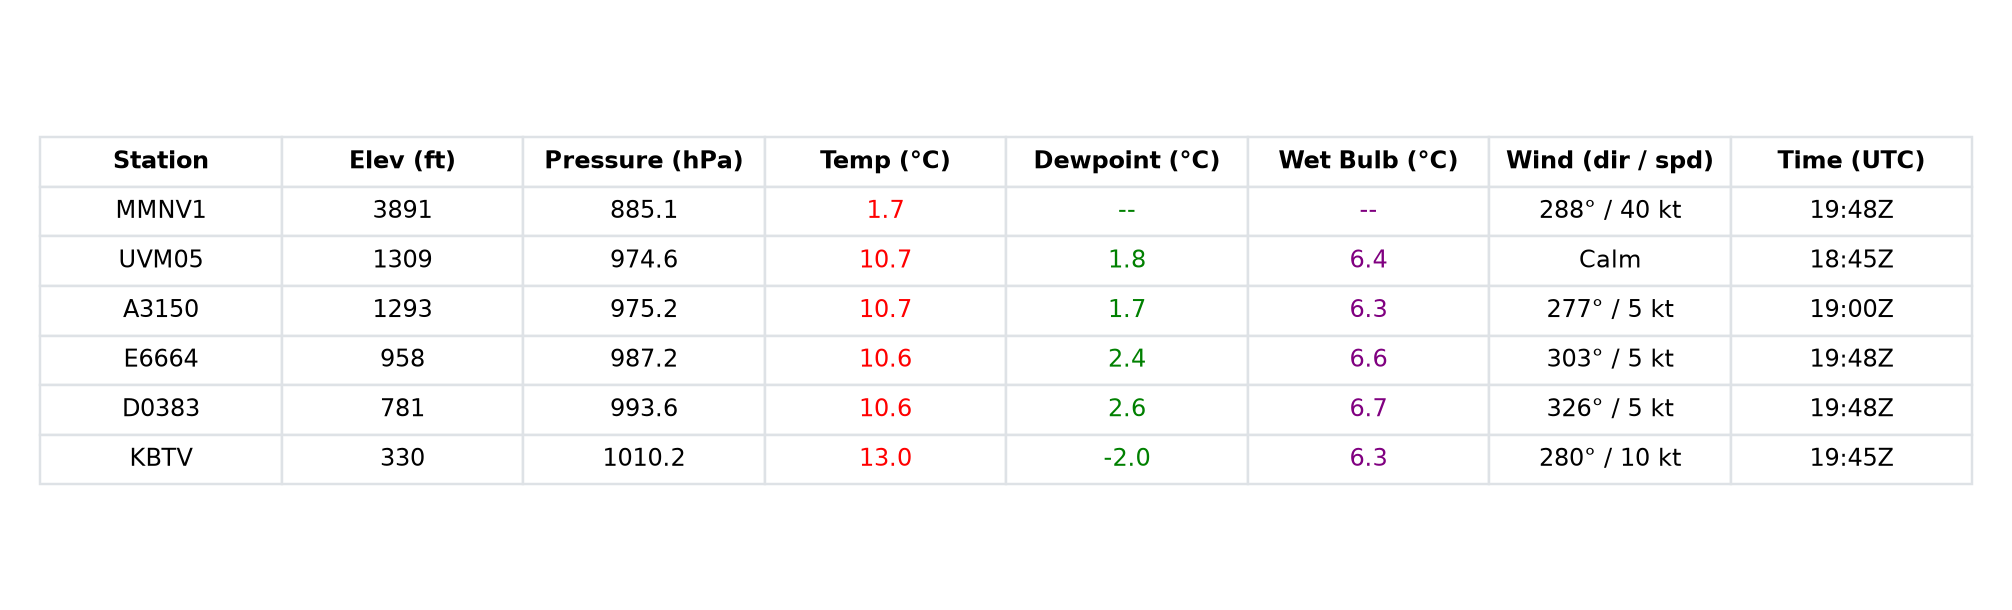 Station Elev (ft) Pressure (hPa) Temp (°C) Dewpoint (°C) Wet Bulb (°C) Wind (dir / spd) Time (UTC)
MMNV1 3891 885.1 1.7 -- -- 288° / 40 kt 19:48Z
UVM05 1309 974.6 10.7 1.8 6.4 Calm 18:45Z
A3150 1293 975.2 10.7 1.7 6.3 277° / 5 kt 19:00Z
E6664 958 987.2 10.6 2.4 6.6 303° / 5 kt 19:48Z
D0383 781 993.6 10.6 2.6 6.7 326° / 5 kt 19:48Z
KBTV 330 1010.2 13.0 -2.0 6.3 280° / 10 kt 19:45Z